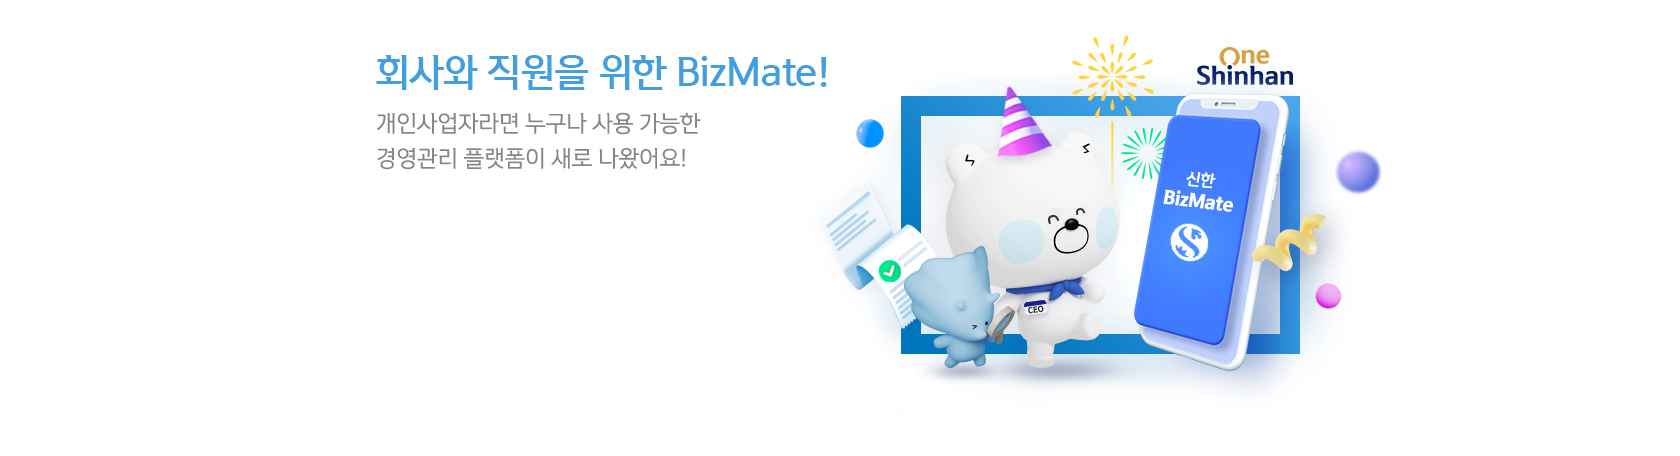 회사와 직원을 위한 BizMate!
개인사업자라면 누구나 사용 가능한
경영관리 플랫폼이 새로 나왔어요!
One
Shinhan
신한
BizMate
CEO